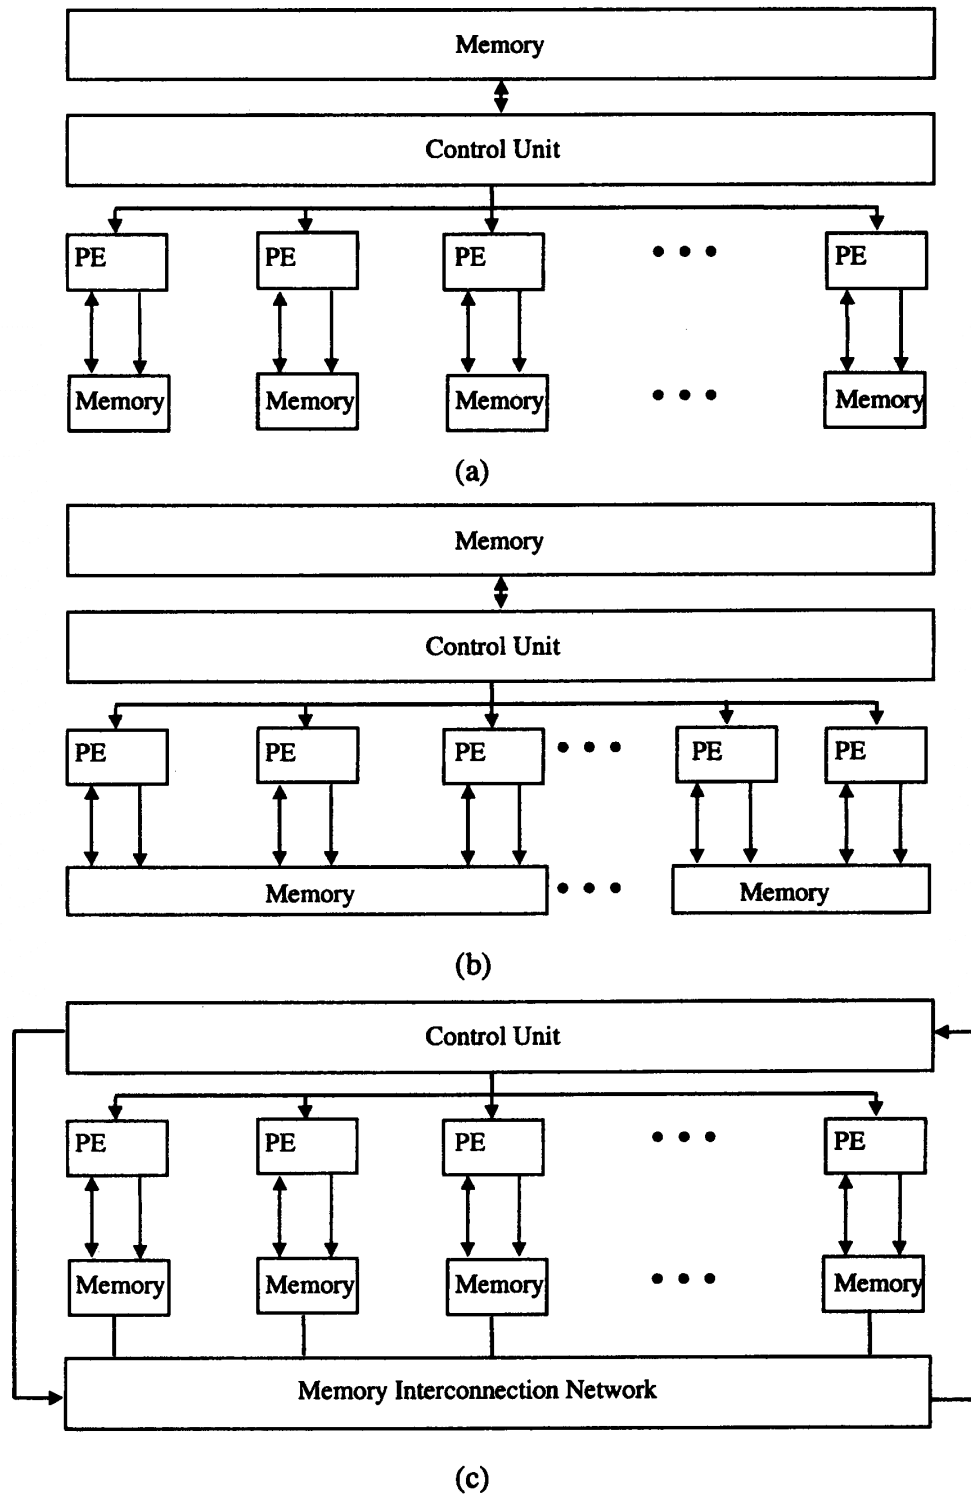 Memory
Control Unit
PE PE PE PE
Memory Memory Memory Memory
(a)
Memory
Control Unit
PE PE PE PE PE
Memory Memory
(b)
Control Unit
PE PE PE PE
Memory Memory Memory Memory
Memory Interconnection Network
(c)